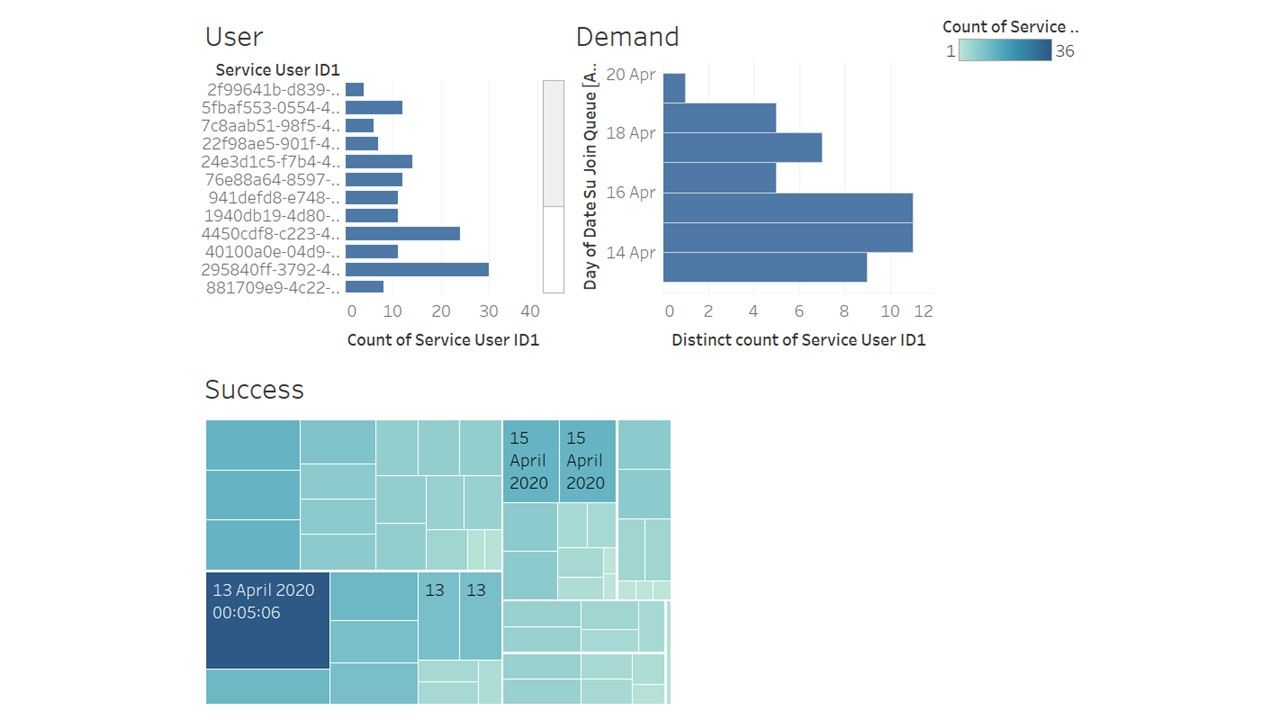 User
Service User ID1
2f99641b-d839-..
5fbaf553-0554-4..
7c8aab51-98f5-4..
22f98ae5-901f-4..
24e3d1c5-f7b4-4..
76e88a64-8597-..
941defd8-e748-..
1940db19-4d80-..
4450cdf8-c223-4..
40100a0e-04d9-..
295840ff-3792-4..
881709e9-4c22-..
0 10 20 30 40
Count of Service User ID1
Demand
Day of Date Su Join Queue [A..
20 Apr
18 Apr
16 Apr
14 Apr
0 2 4 6 8 10 12
Distinct count of Service User ID1
Count of Service ..
1 36
Success
15
April
2020
15
April
2020
13 April 2020
00:05:06
13
13